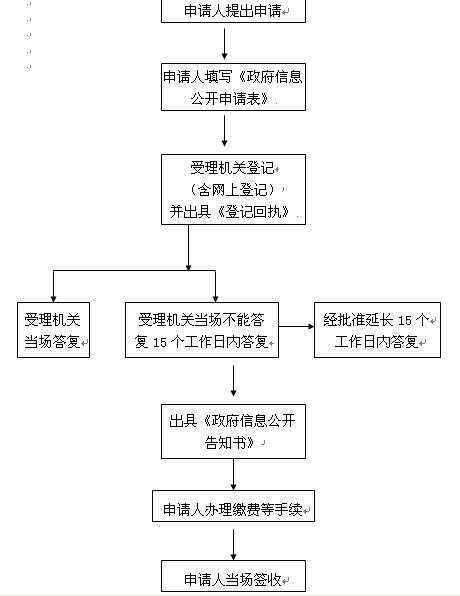 申请人提出申请
申请人填写《政府信息
公开申请表》
受理机关登记
（含网上登记）
并出具《登记回执》
受理机关
当场答复
受理机关当场不能答
复15个工作日内答复
经批准延长15个
工作日内答复
出具《政府信息公开
告知书》
申请人办理缴费等手续
申请人当场签收